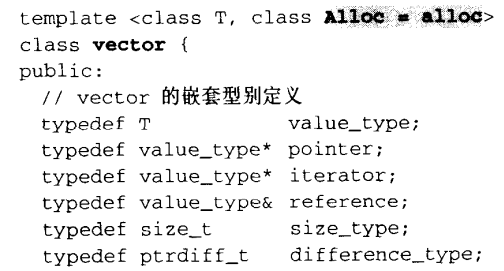 template <class T, class Alloc = alloc>
class vector {
public:
  // vector 的嵌套型别定义
  typedef T            value_type;
  typedef value_type*  pointer;
  typedef value_type*  iterator;
  typedef value_type&  reference;
  typedef size_t       size_type;
  typedef ptrdiff_t    difference_type;